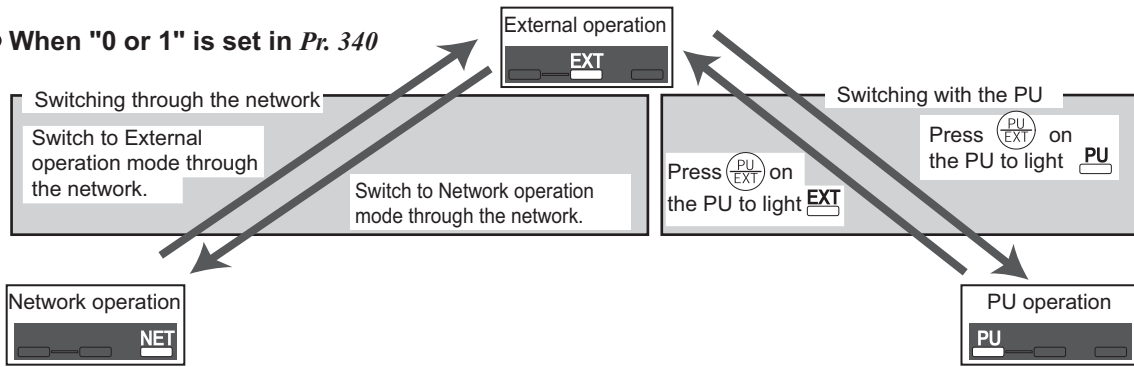 When "0 or 1" is set in Pr. 340
External operation
EXT
Switching through the network
Switch to External
operation mode through
the network.
Switch to Network operation
mode through the network.
Switching with the PU
Press PU/EXT on
the PU to light PU
Press PU/EXT on
the PU to light EXT
Network operation
NET
PU operation
PU